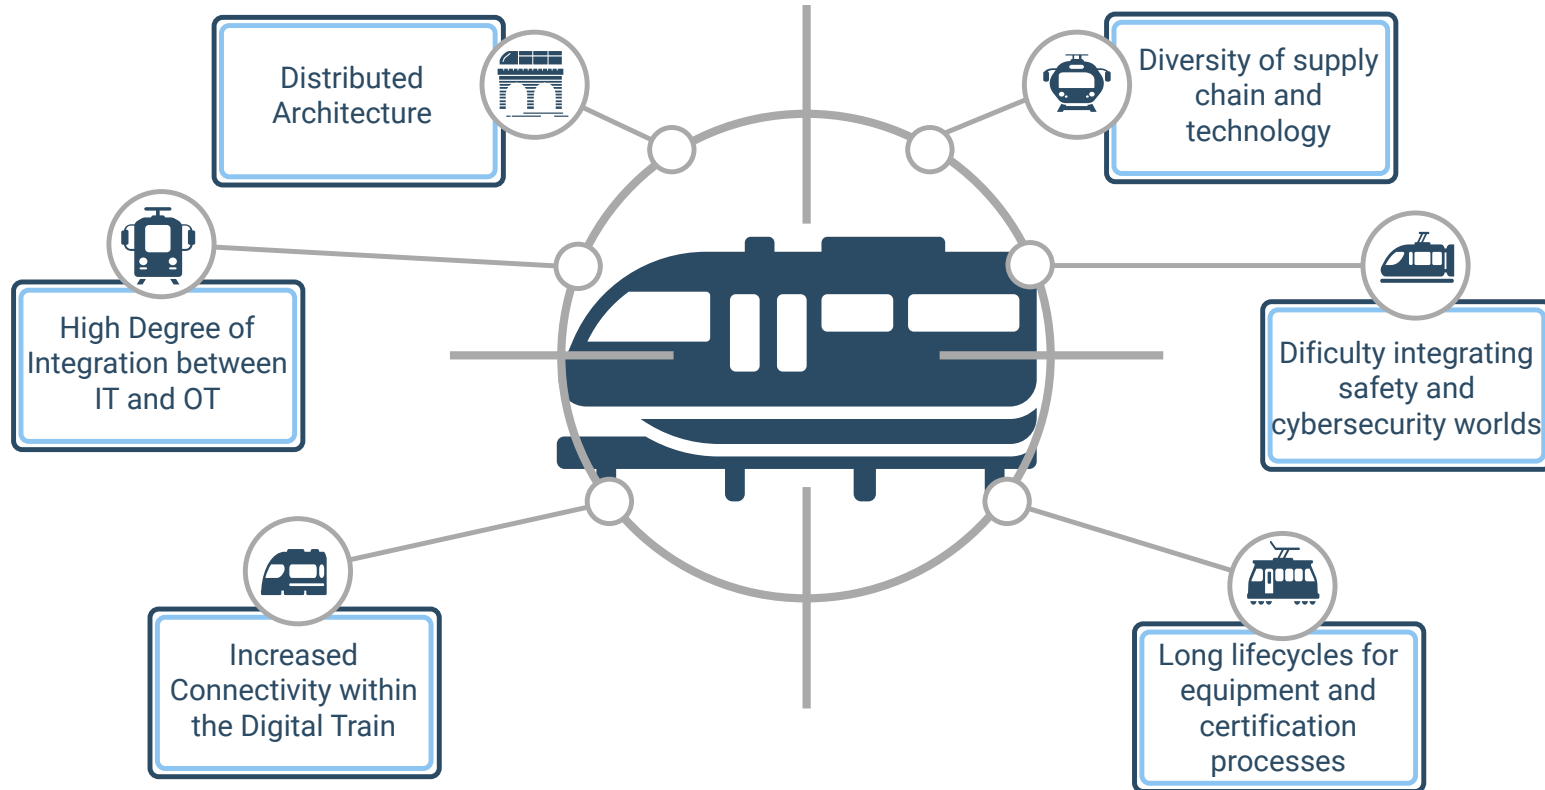 Distributed
Architecture
Diversity of supply
chain and
technology
High Degree of
Integration between
IT and OT
Dificulty integrating
safety and
cybersecurity worlds
Increased
Connectivity within
the Digital Train
Long lifecycles for
equipment and
certification
processes